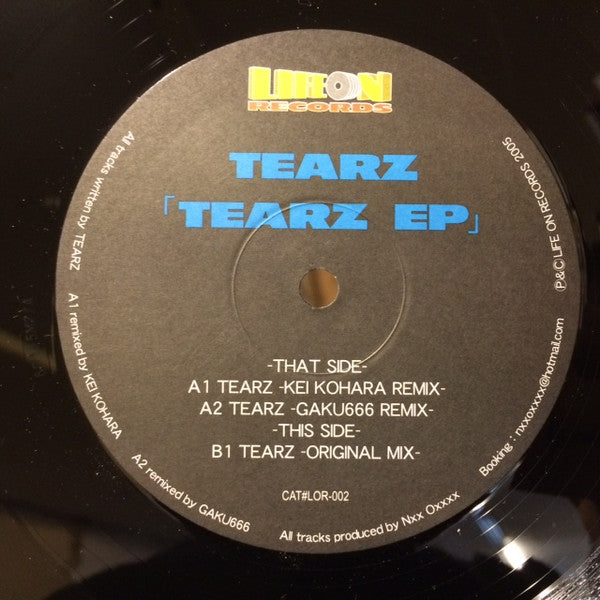 LIFE ON
RECORDS
TEARZ
「TEARZ EP」
-THAT SIDE-
A1 TEARZ -KEI KOHARA REMIX-
A2 TEARZ -GAKU666 REMIX-
-THIS SIDE-
B1 TEARZ -ORIGINAL MIX-
CAT#LOR-002
All tracks written by TEARZ
A1 remixed by KEI KOHARA
A2 remixed by GAKU666
All tracks produced by Nxx Oxxxx
Booking : nxxoxxxx@hotmail.com
Ⓟ&Ⓒ LIFE ON RECORDS 2005